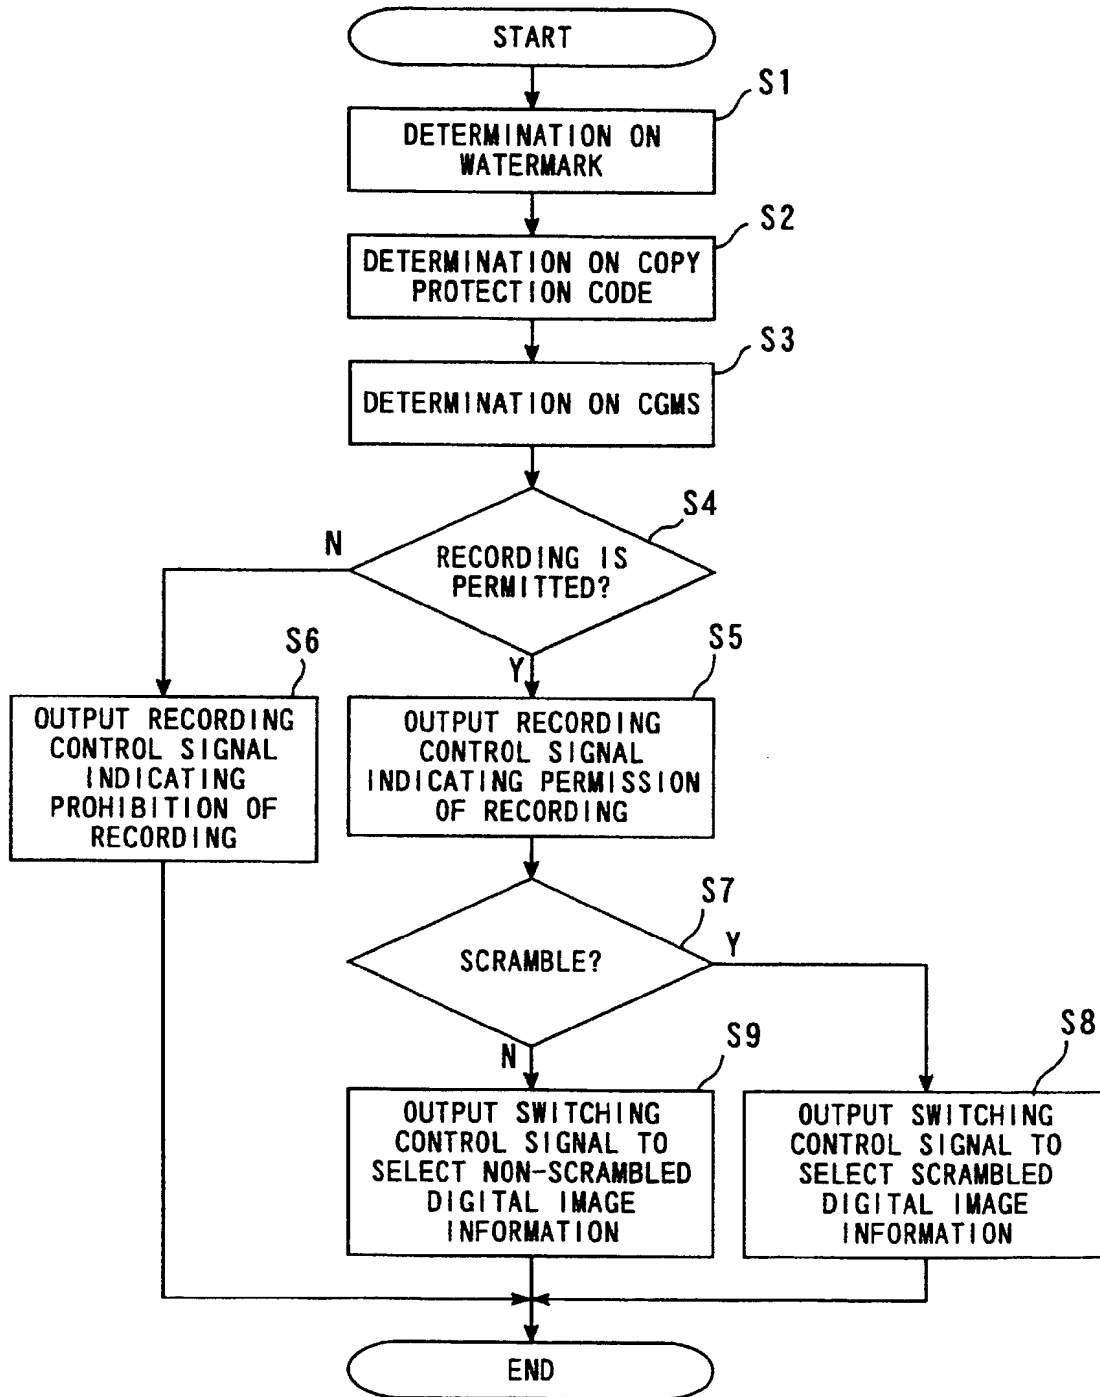 START
S1
DETERMINATION ON
WATERMARK
S2
DETERMINATION ON COPY
PROTECTION CODE
S3
DETERMINATION ON CGMS
S4
N
RECORDING IS
PERMITTED?
S6
S5
Y
OUTPUT RECORDING
CONTROL SIGNAL
INDICATING
PROHIBITION OF
RECORDING
OUTPUT RECORDING
CONTROL SIGNAL
INDICATING PERMISSION
OF RECORDING
S7
Y
SCRAMBLE?
N
S9
S8
OUTPUT SWITCHING
CONTROL SIGNAL TO
SELECT NON-SCRAMBLED
DIGITAL IMAGE
INFORMATION
OUTPUT SWITCHING
CONTROL SIGNAL TO
SELECT SCRAMBLED
DIGITAL IMAGE
INFORMATION
END